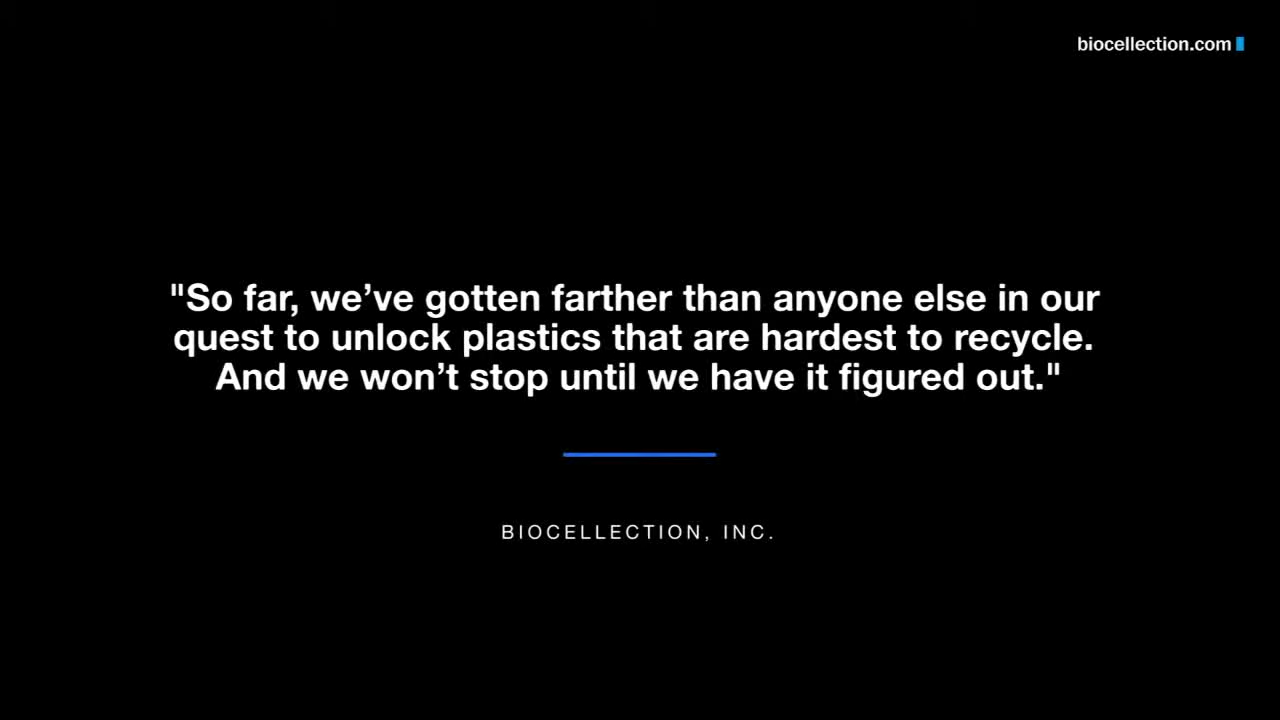 biocellection.com
"So far, we’ve gotten farther than anyone else in our
quest to unlock plastics that are hardest to recycle.
And we won’t stop until we have it figured out."
BIOCELLECTION, INC.